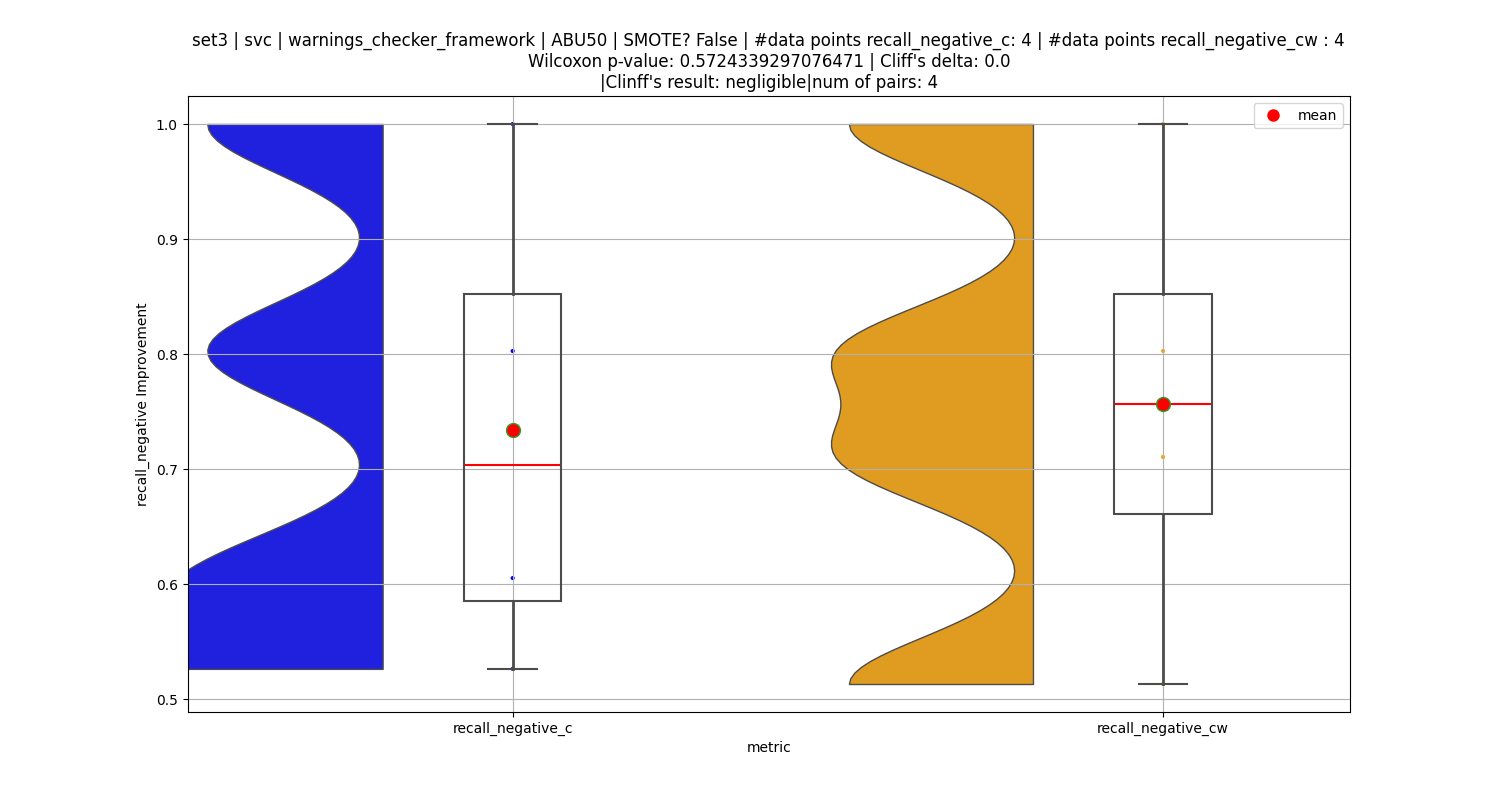 set3 | svc | warnings_checker_framework | ABU50 | SMOTE? False | #data points recall_negative_c: 4 | #data points recall_negative_cw : 4
Wilcoxon p-value: 0.5724339297076471 | Cliff's delta: 0.0
|Clinff's result: negligible|num of pairs: 4
mean
1.0
0.9
0.8
0.7
0.6
0.5
recall_negative Improvement
recall_negative_c
recall_negative_cw
metric